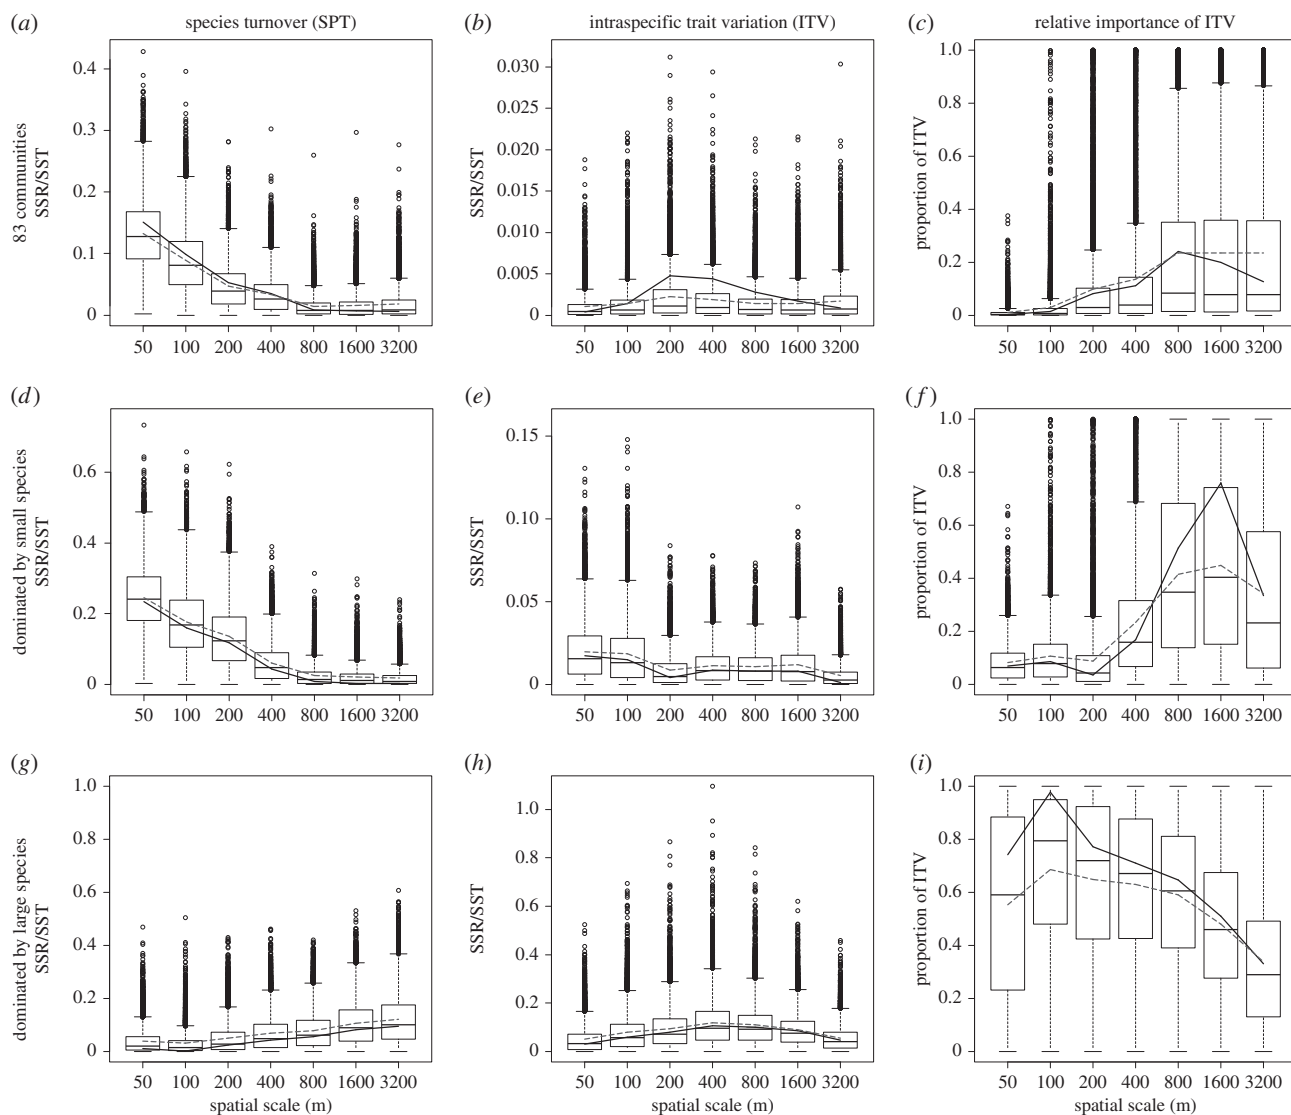 (a) species turnover (SPT)
(b) intraspecific trait variation (ITV)
(c) relative importance of ITV
83 communities
SSR/SST
0.4
0.3
0.2
0.1
0
50 100 200 400 800 1600 3200
SSR/SST
0.030
0.025
0.020
0.015
0.010
0.005
0
50 100 200 400 800 1600 3200
proportion of ITV
1.0
0.8
0.6
0.4
0.2
0
50 100 200 400 800 1600 3200
(d)
dominated by small species
SSR/SST
0.6
0.4
0.2
0
50 100 200 400 800 1600 3200
(e)
SSR/SST
0.15
0.10
0.05
0
50 100 200 400 800 1600 3200
(f)
proportion of ITV
1.0
0.8
0.6
0.4
0.2
0
50 100 200 400 800 1600 3200
(g)
dominated by large species
SSR/SST
1.0
0.8
0.6
0.4
0.2
0
50 100 200 400 800 1600 3200
spatial scale (m)
(h)
SSR/SST
1.0
0.8
0.6
0.4
0.2
0
50 100 200 400 800 1600 3200
spatial scale (m)
(i)
proportion of ITV
1.0
0.8
0.6
0.4
0.2
0
50 100 200 400 800 1600 3200
spatial scale (m)